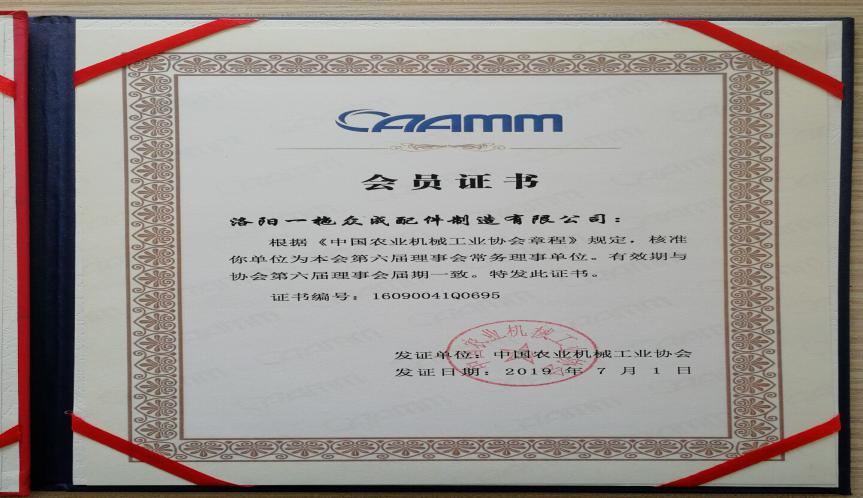 CAAMM
会员证书
洛阳一拖众成配件制造有限公司：
根据《中国农业机械工业协会章程》规定，核准
你单位为本会第六届理事会常务理事单位。有效期与
协会第六届理事会届期一致。特发此证书。
证书编号：16090041Q0695
发证单位：中国农业机械工业协会
发证日期：2019 年 7 月 1 日